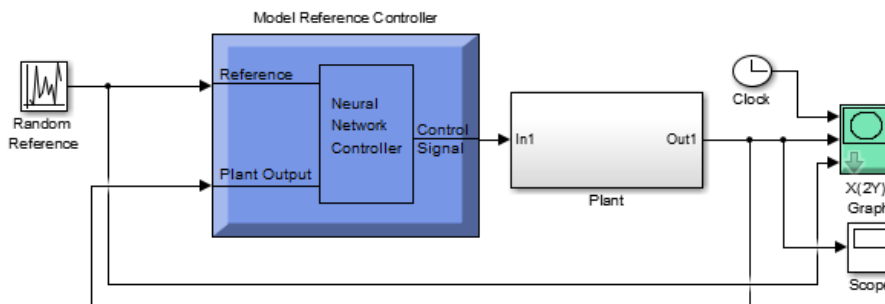 Model Reference Controller
Random
Reference
Reference
Plant Output
Neural
Network
Controller
Control
Signal
In1
Out1
Plant
Clock
X(2Y)
Graph
Scope